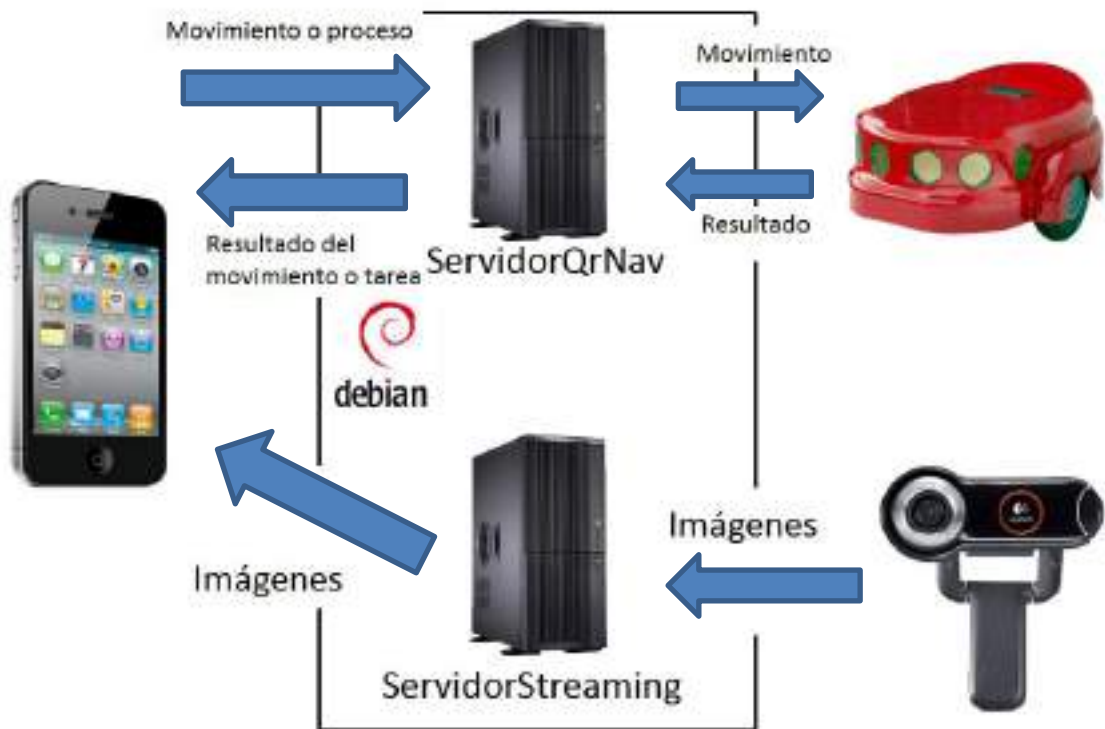 Movimiento o proceso
Movimiento
Resultado del
movimiento o tarea
Resultado
ServidorQrNav
debian
Imágenes
Imágenes
ServidorStreaming